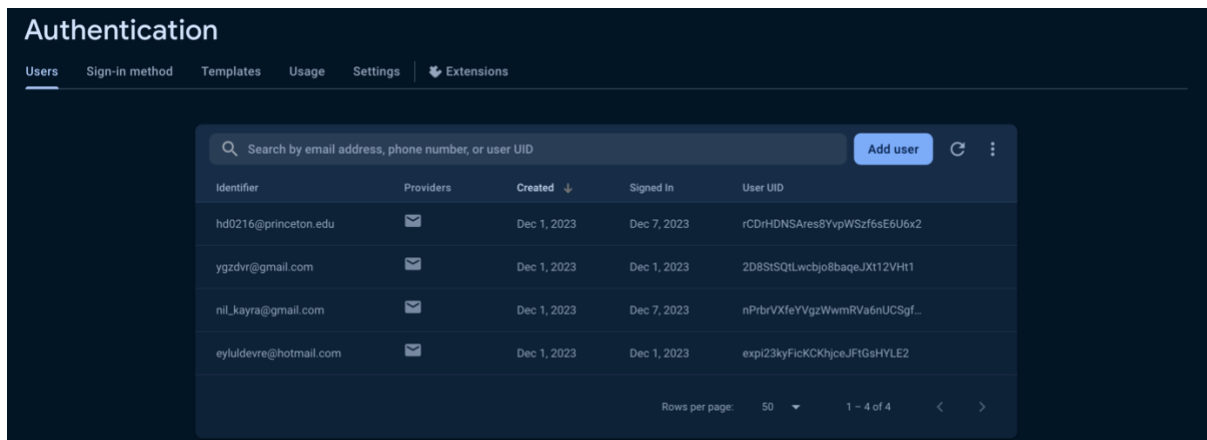 Authentication
Users Sign-in method Templates Usage Settings Extensions
Search by email address, phone number, or user UID Add user
Identifier Providers Created Signed In User UID
hd0216@princeton.edu Dec 1, 2023 Dec 7, 2023 rCDrHDNSAres8YvpWSzf6sE6U6x2
ygzdvr@gmail.com Dec 1, 2023 Dec 1, 2023 2D8StSQtLwcbjo8baqeJXt12VHt1
nil_kayra@gmail.com Dec 1, 2023 Dec 7, 2023 nPrbrVXfeYVgzWwmRVa6nUCSgf...
eyluldevre@hotmail.com Dec 1, 2023 Dec 1, 2023 expi23kyFicKCKhjceJFtGsHYLE2
Rows per page: 50 1 – 4 of 4